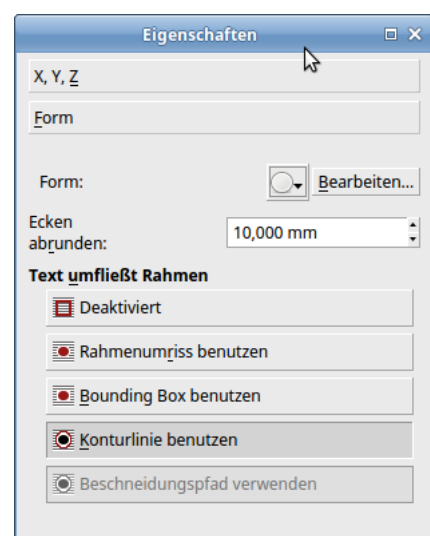 Eigenschaften
X, Y, Z
Form
Form:
Bearbeiten...
Ecken
abrunden:
10,000 mm
Text umfließt Rahmen
Deaktiviert
Rahmenumriss benutzen
Bounding Box benutzen
Konturlinie benutzen
Beschneidungspfad verwenden